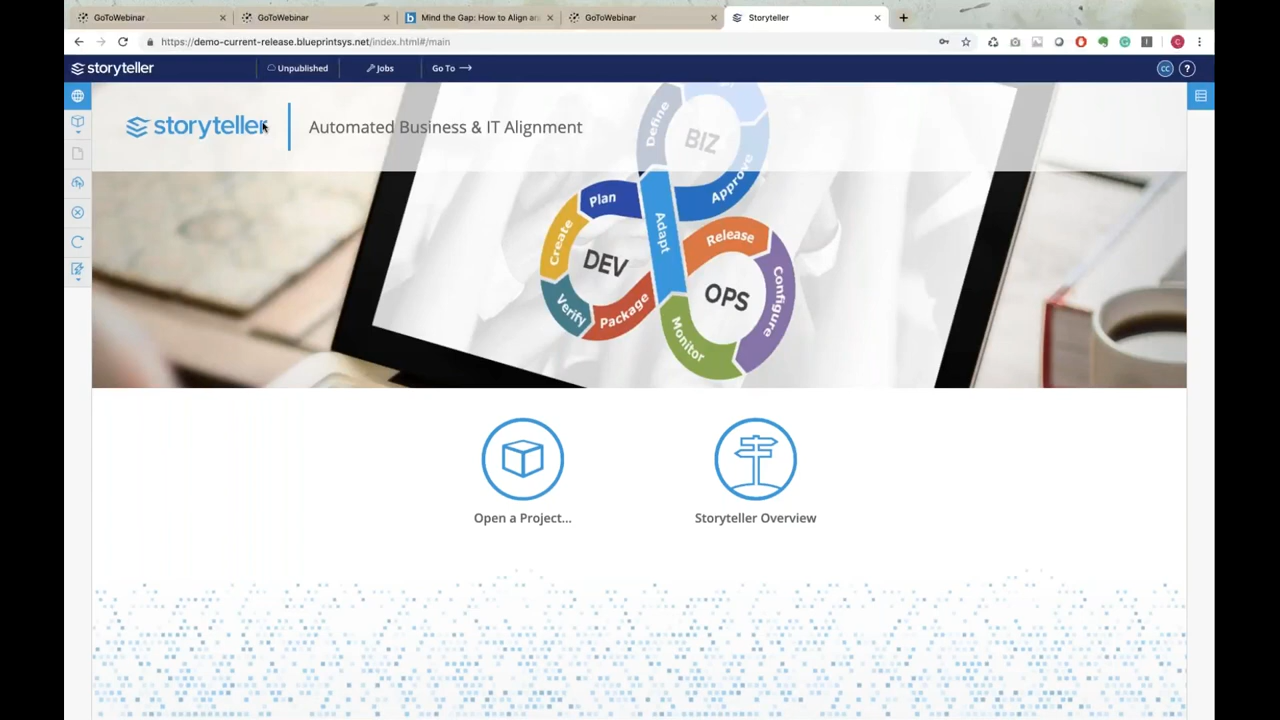 GoToWebinar
GoToWebinar
Mind the Gap: How to Align an
GoToWebinar
Storyteller
https://demo-current-release.blueprintsys.net/index.html#/main
C
storyteller
Unpublished
Jobs
Go To
CC
?
storyteller
Automated Business & IT Alignment
Define
BIZ
Approve
Adapt
Plan
Create
DEV
Verify
Package
Release
OPS
Configure
Monitor
Open a Project...
Storyteller Overview